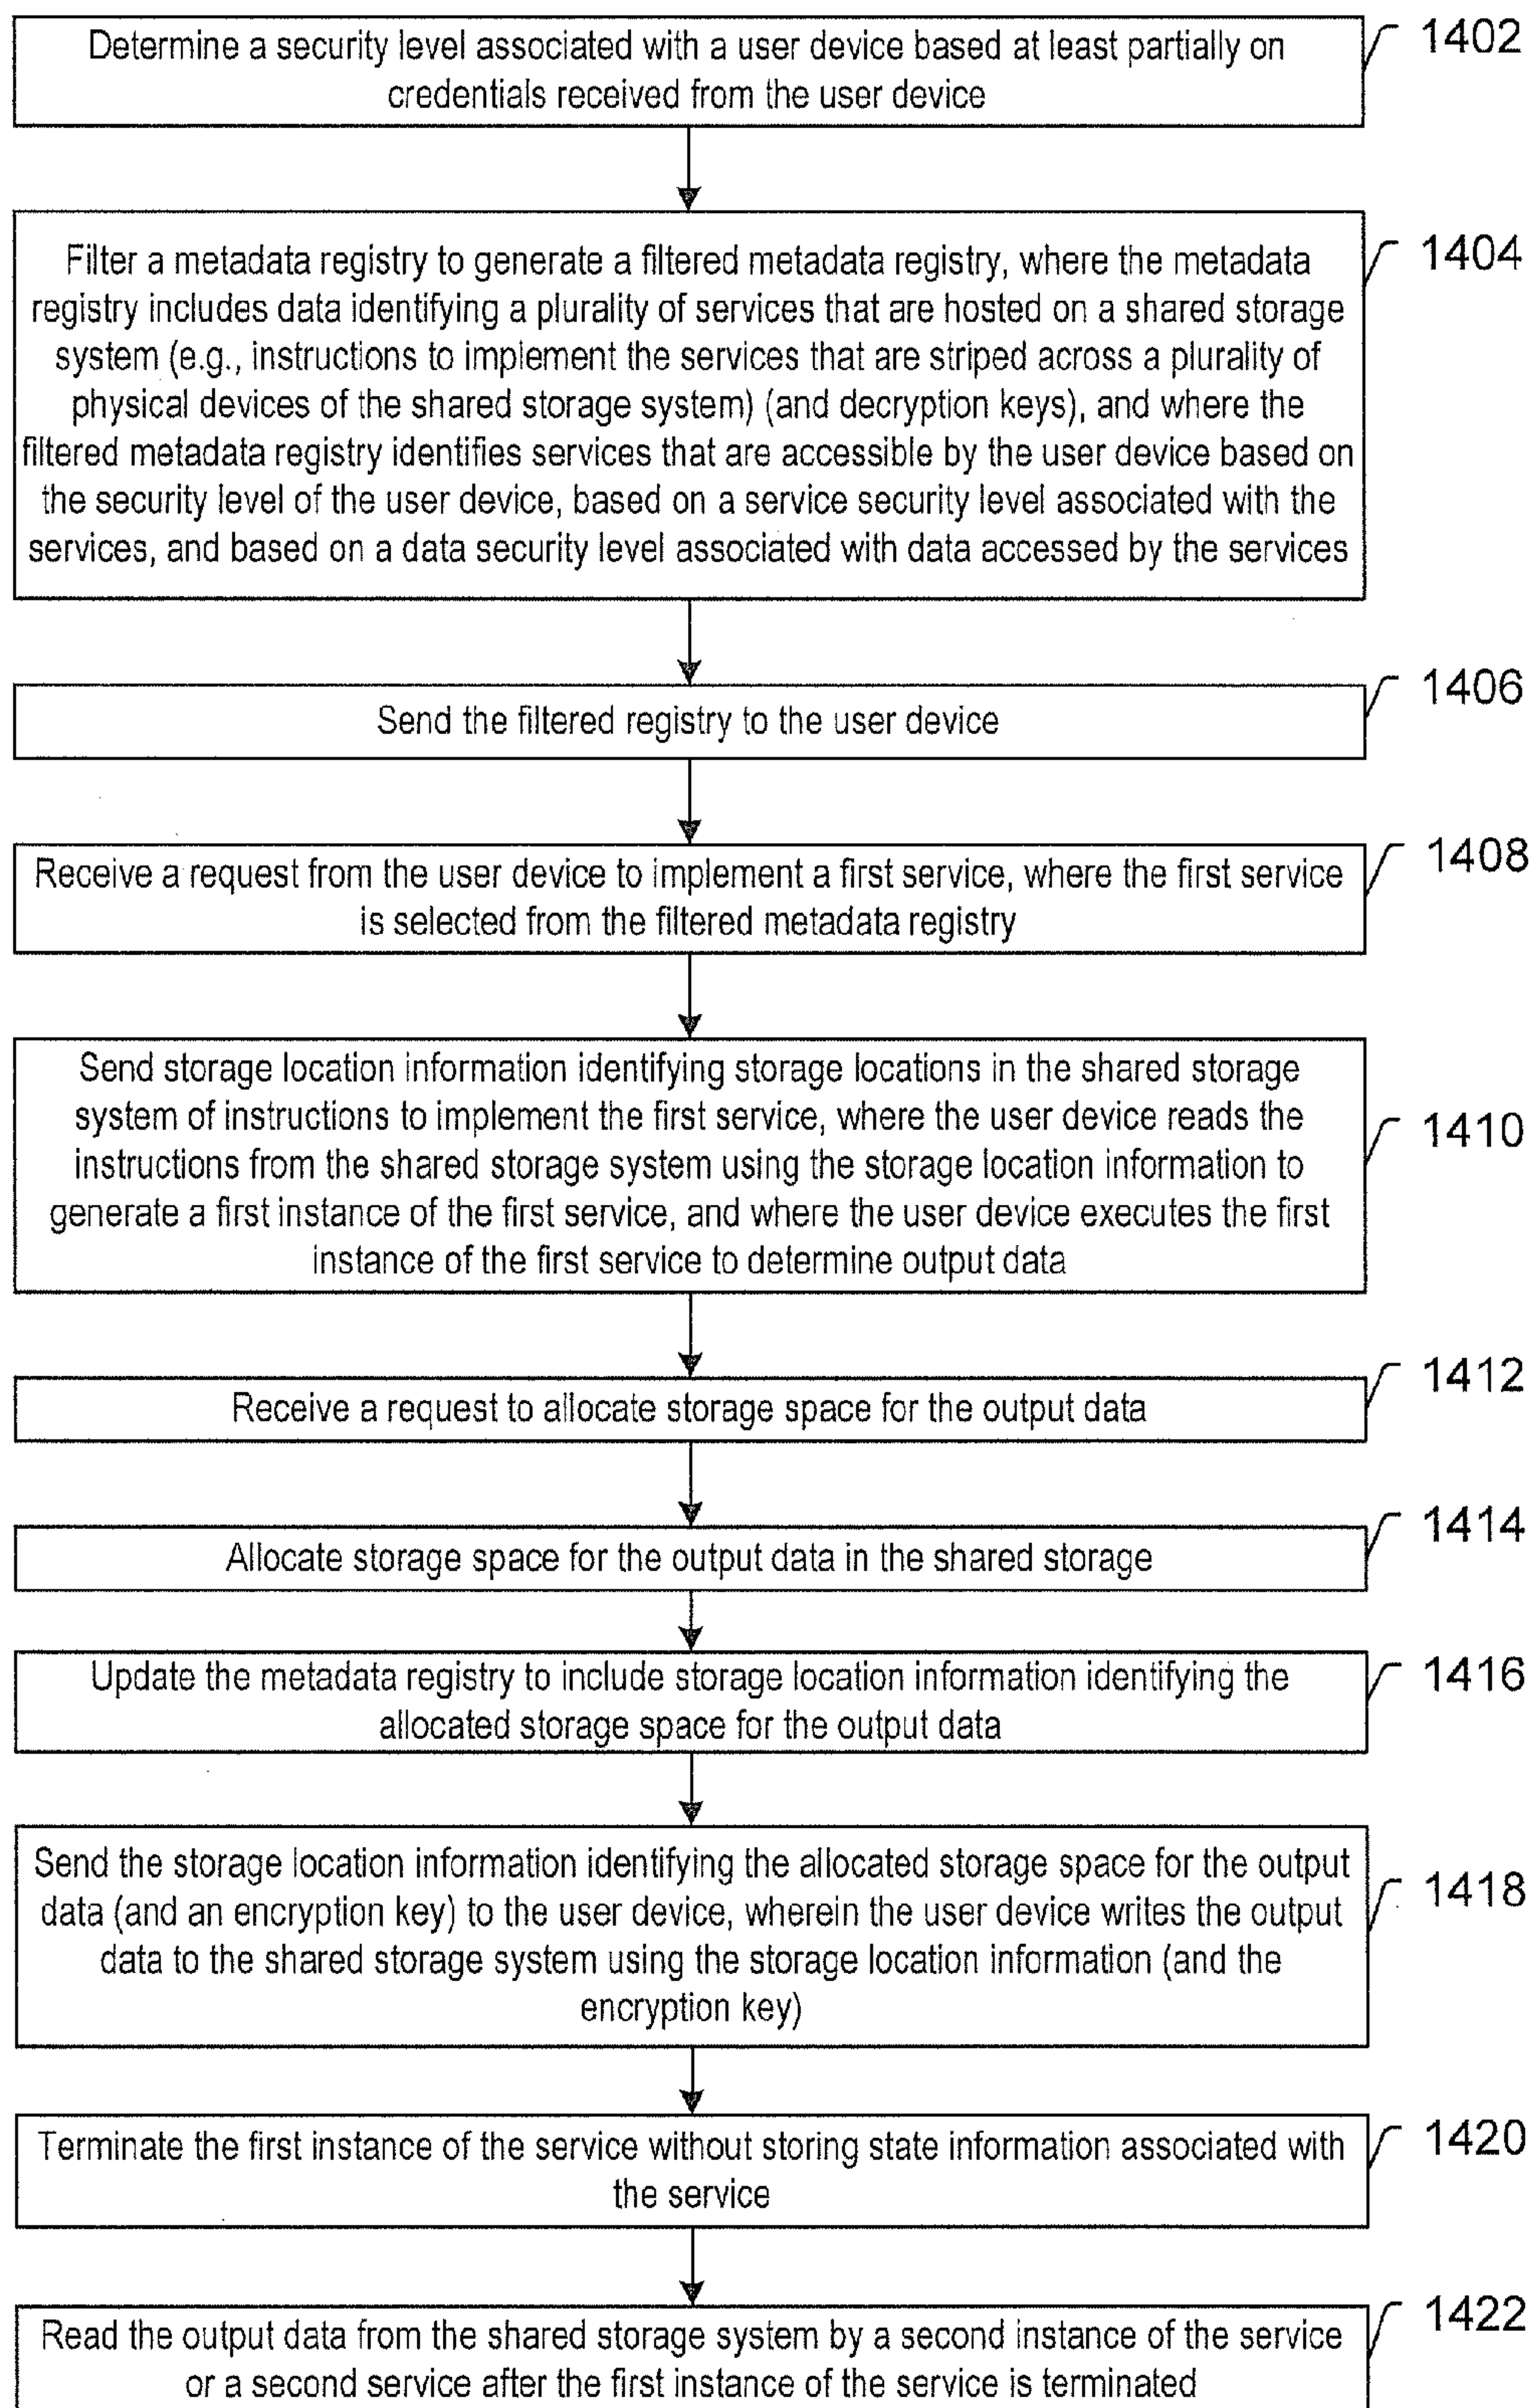 Determine a security level associated with a user device based at least partially on
credentials received from the user device
1402
Filter a metadata registry to generate a filtered metadata registry, where the metadata
registry includes data identifying a plurality of services that are hosted on a shared storage
system (e.g., instructions to implement the services that are striped across a plurality of
physical devices of the shared storage system) (and decryption keys), and where the
filtered metadata registry identifies services that are accessible by the user device based on
the security level of the user device, based on a service security level associated with the
services, and based on a data security level associated with data accessed by the services
1404
Send the filtered registry to the user device
1406
Receive a request from the user device to implement a first service, where the first service
is selected from the filtered metadata registry
1408
Send storage location information identifying storage locations in the shared storage
system of instructions to implement the first service, where the user device reads the
instructions from the shared storage system using the storage location information to
generate a first instance of the first service, and where the user device executes the first
instance of the first service to determine output data
1410
Receive a request to allocate storage space for the output data
1412
Allocate storage space for the output data in the shared storage
1414
Update the metadata registry to include storage location information identifying the
allocated storage space for the output data
1416
Send the storage location information identifying the allocated storage space for the output
data (and an encryption key) to the user device, wherein the user device writes the output
data to the shared storage system using the storage location information (and the
encryption key)
1418
Terminate the first instance of the service without storing state information associated with
the service
1420
Read the output data from the shared storage system by a second instance of the service
or a second service after the first instance of the service is terminated
1422